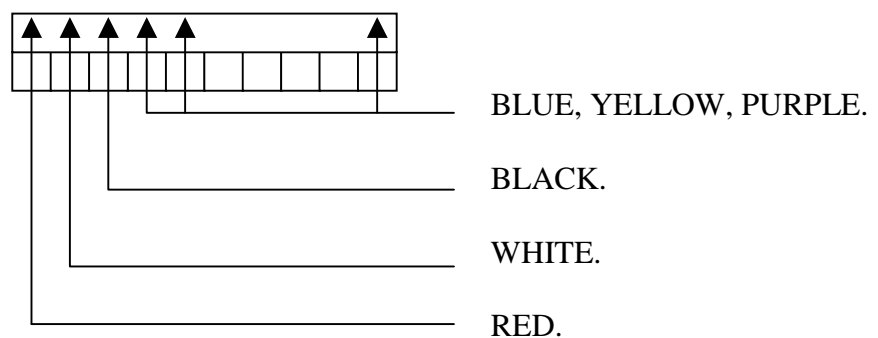 BLUE, YELLOW, PURPLE.
BLACK.
WHITE.
RED.